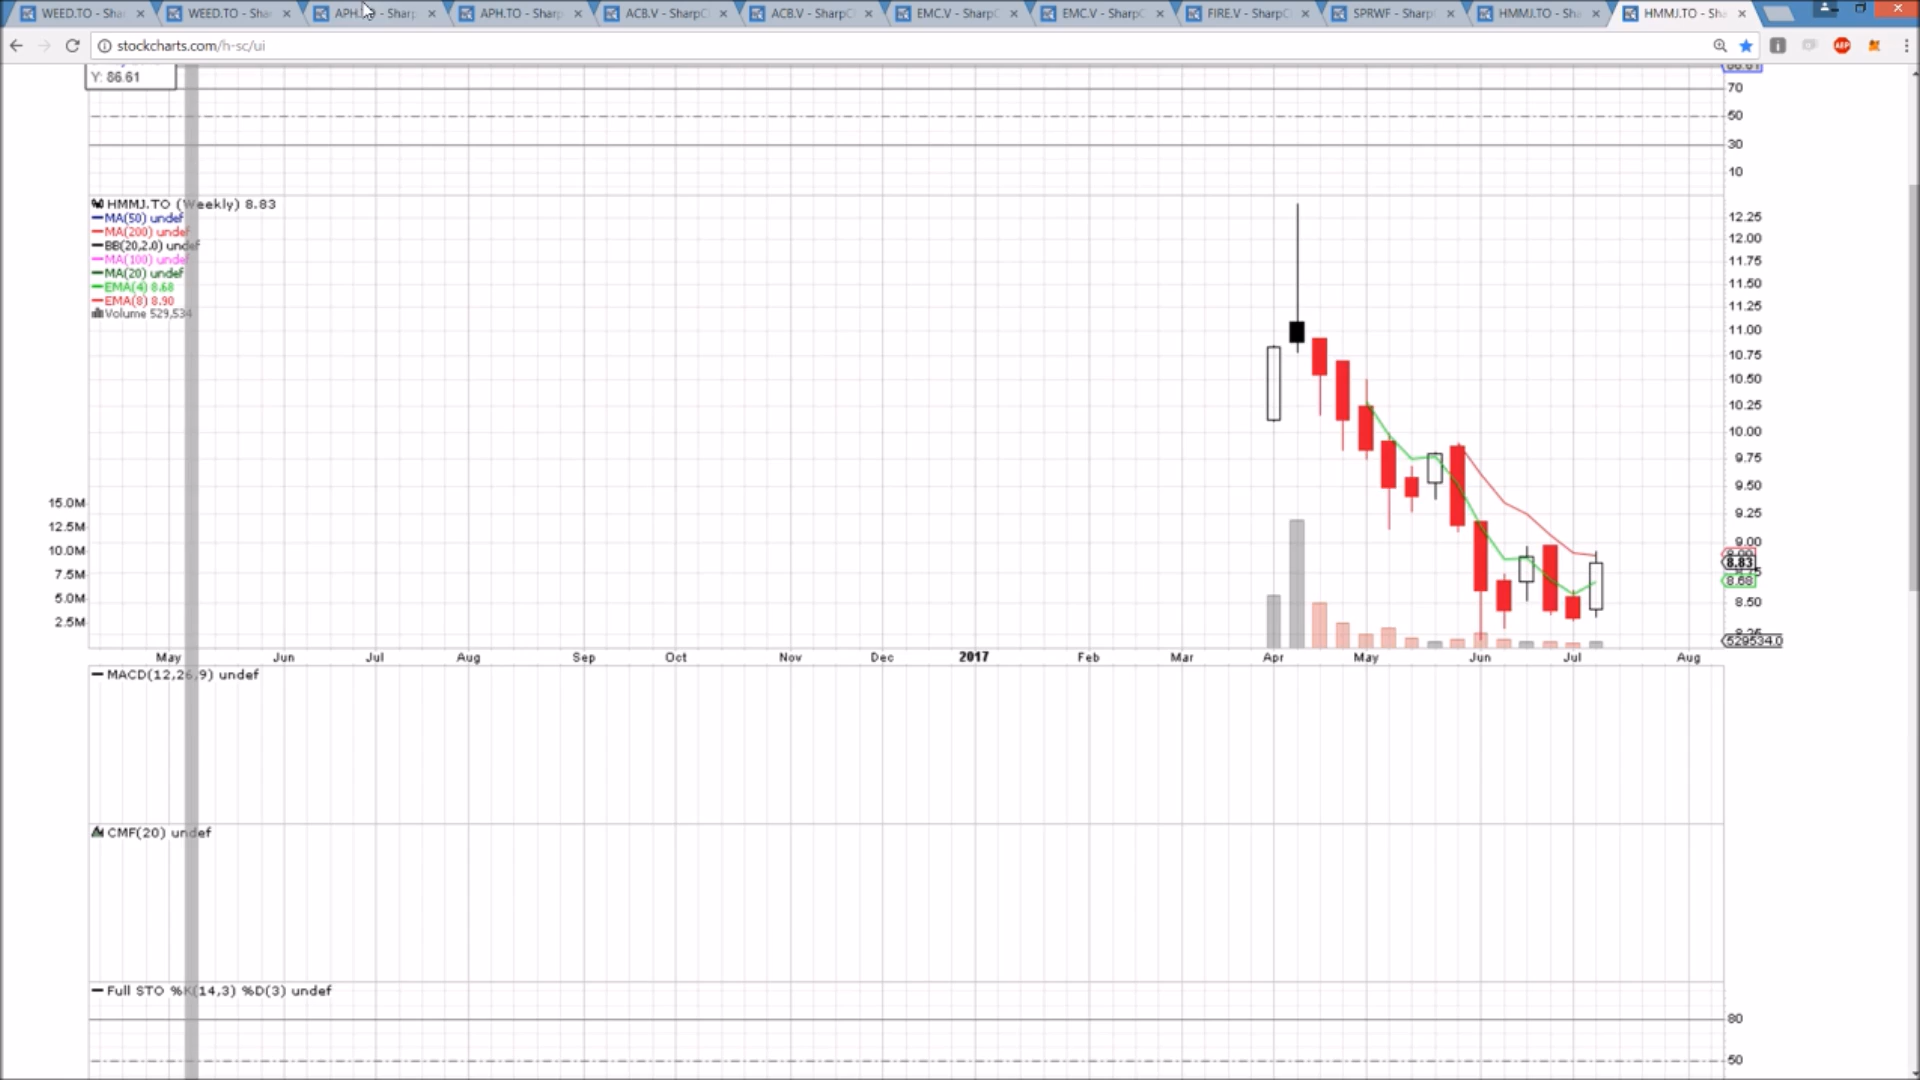 WEED.TO - Sha
WEED.TO - Sha
APH.TO - Sharp
APH.TO - Sharp
ACB.V - SharpC
ACB.V - SharpC
EMC.V - SharpC
EMC.V - SharpC
FIRE.V - SharpC
SPRWF - Sharp
HMMJ.TO - Sha
HMMJ.TO - Sha
stockcharts.com/h-sc/ui
ABP
Y: 86.61
86.61
70
50
30
10
HMMJ.TO (Weekly) 8.83
MA(50) undef
MA(200) undef
BB(20,2.0) undef
MA(100) undef
MA(20) undef
EMA(4) 8.68
EMA(8) 8.90
Volume 529,534
12.25
12.00
11.75
11.50
11.25
11.00
10.75
10.50
10.25
10.00
9.75
9.50
9.25
9.00
8.90
8.83
8.68
8.50
8.25
529534.0
15.0M
12.5M
10.0M
7.5M
5.0M
2.5M
May Jun Jul Aug Sep Oct Nov Dec 2017 Feb Mar Apr May Jun Jul Aug
MACD(12,26,9) undef
CMF(20) undef
Full STO %K(14,3) %D(3) undef
80
50